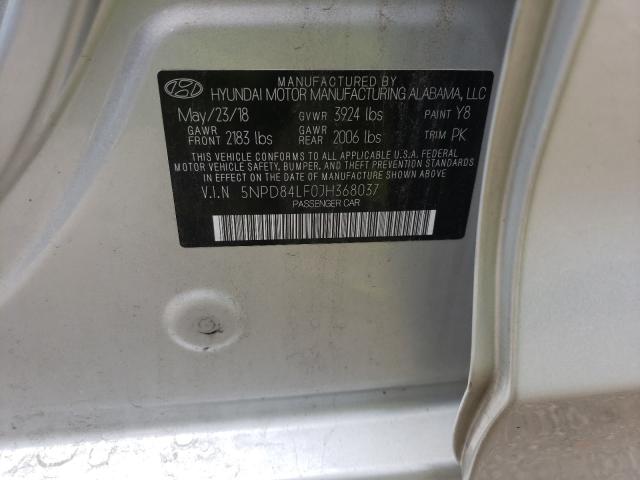 MANUFACTURED BY
HYUNDAI MOTOR MANUFACTURING ALABAMA, LLC
May/23/18 GVWR 3924 lbs PAINT Y8
GAWR FRONT 2183 lbs GAWR REAR 2006 lbs TRIM PK
THIS VEHICLE CONFORMS TO ALL APPLICABLE U.S.A FEDERAL
MOTOR VEHICLE SAFETY, BUMPER, AND THEFT PREVENTION STANDARDS
IN EFFECT ON THE DATE OF MANUFACTURE SHOWN ABOVE.
V.I.N 5NPD84LF0JH368037
PASSENGER CAR